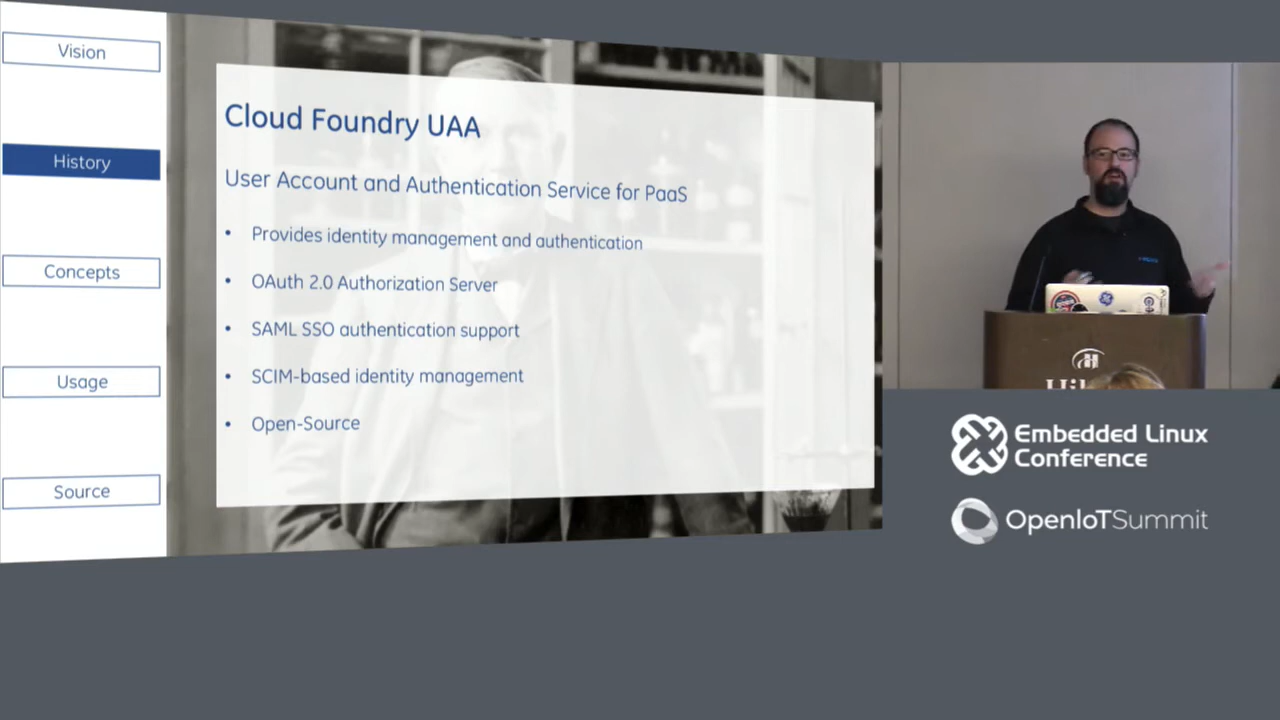 Vision
History
Concepts
Usage
Source
Cloud Foundry UAA
User Account and Authentication Service for PaaS
• Provides identity management and authentication
• OAuth 2.0 Authorization Server
• SAML SSO authentication support
• SCIM-based identity management
• Open-Source
Embedded Linux
Conference
OpenIoTSummit